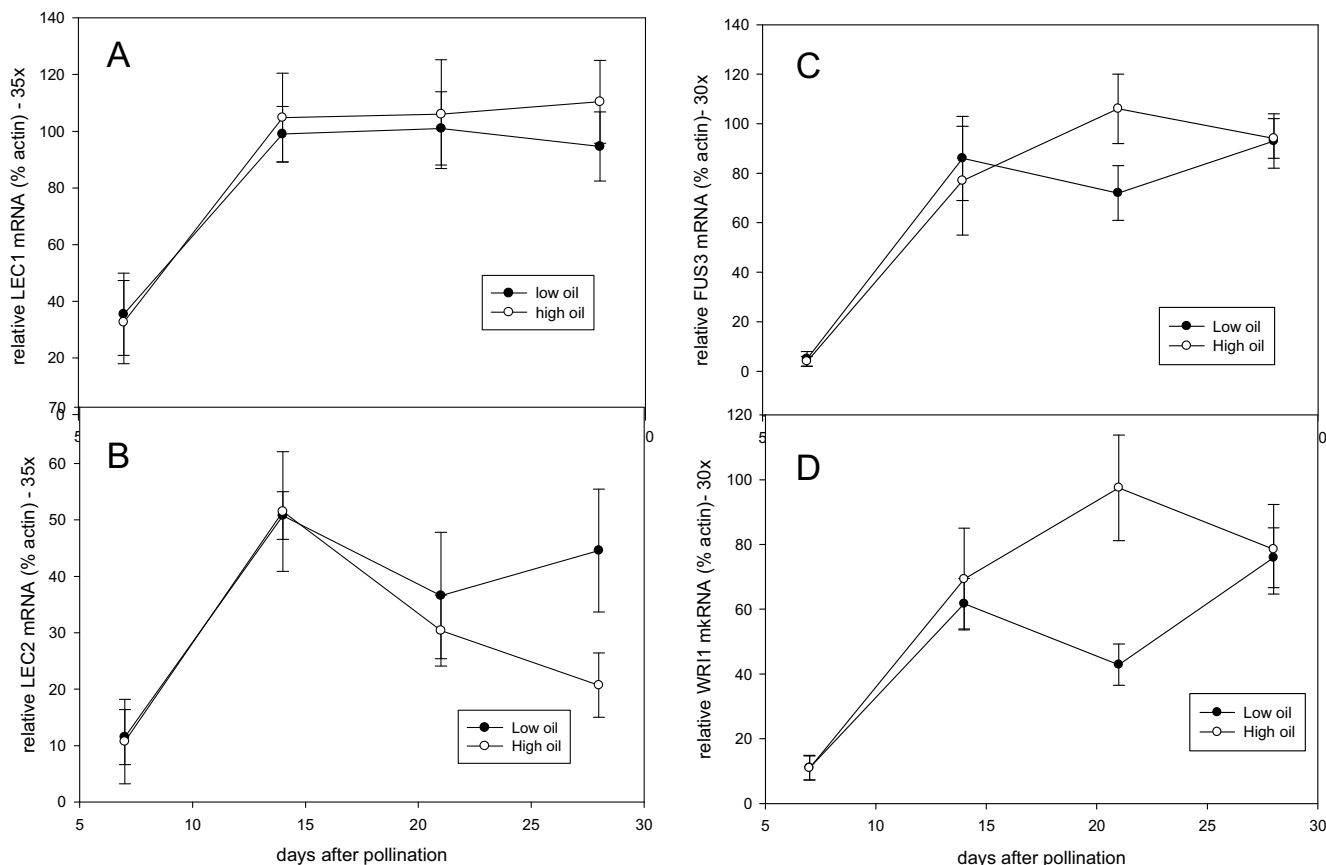 A
relative LEC1 mRNA (% actin) - 35x
140
120
100
80
60
40
20
0
5
low oil
high oil
B
relative LEC2 mRNA (% actin) - 35x
70
60
50
40
30
20
10
0
5
10
15
20
25
30
Low oil
High oil
days after pollination
C
relative FUS3 mRNA (% actin)- 30x
140
120
100
80
60
40
20
0
5
0
Low oil
High oil
D
relative WRI1 mkRNA (% actin)- 30x
120
100
80
60
40
20
0
5
10
15
20
25
30
Low oil
High oil
days after pollination